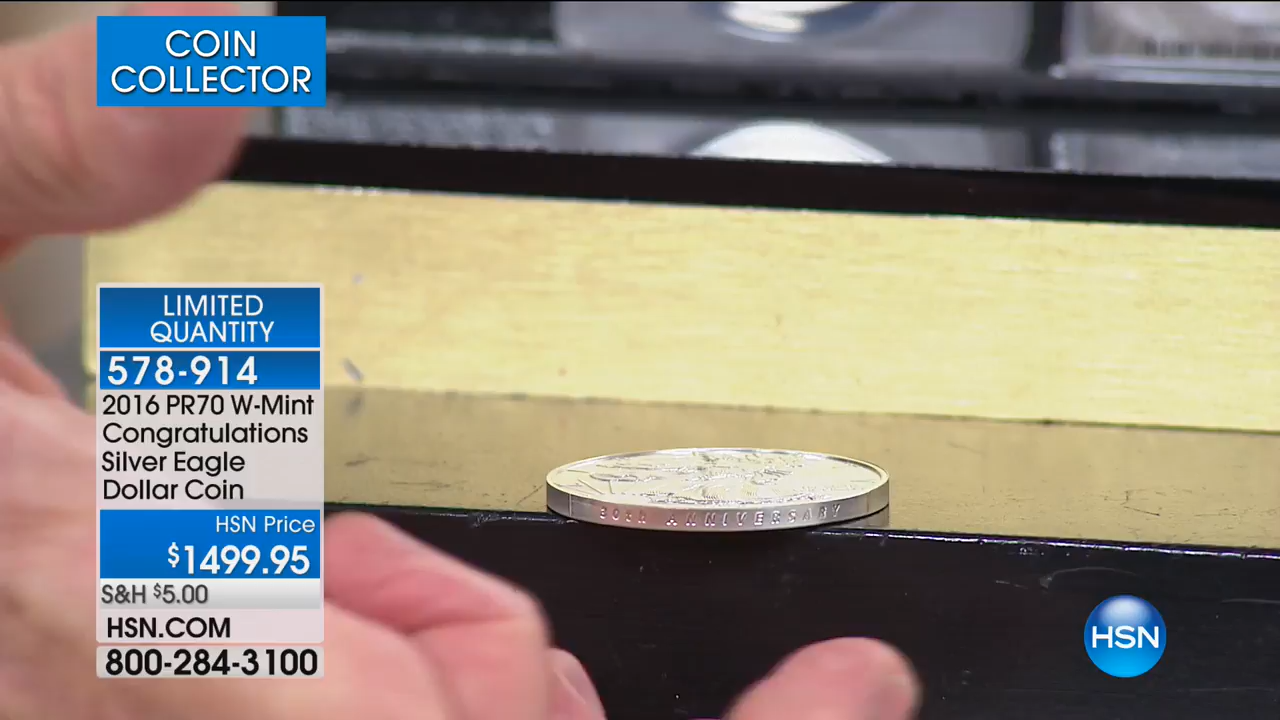 COIN
COLLECTOR
LIMITED
QUANTITY
578-914
2016 PR70 W-Mint
Congratulations
Silver Eagle
Dollar Coin
HSN Price
$1499.95
S&H $5.00
HSN.COM
800-284-3100
30TH ANNIVERSARY
HSN